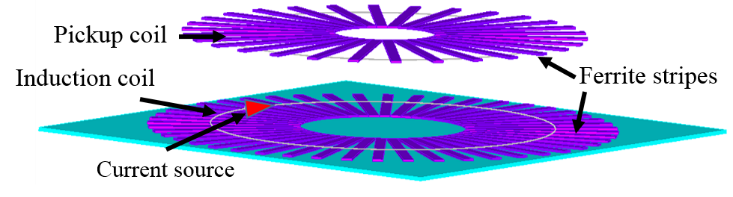 Pickup coil
Induction coil
Ferrite stripes
Current source